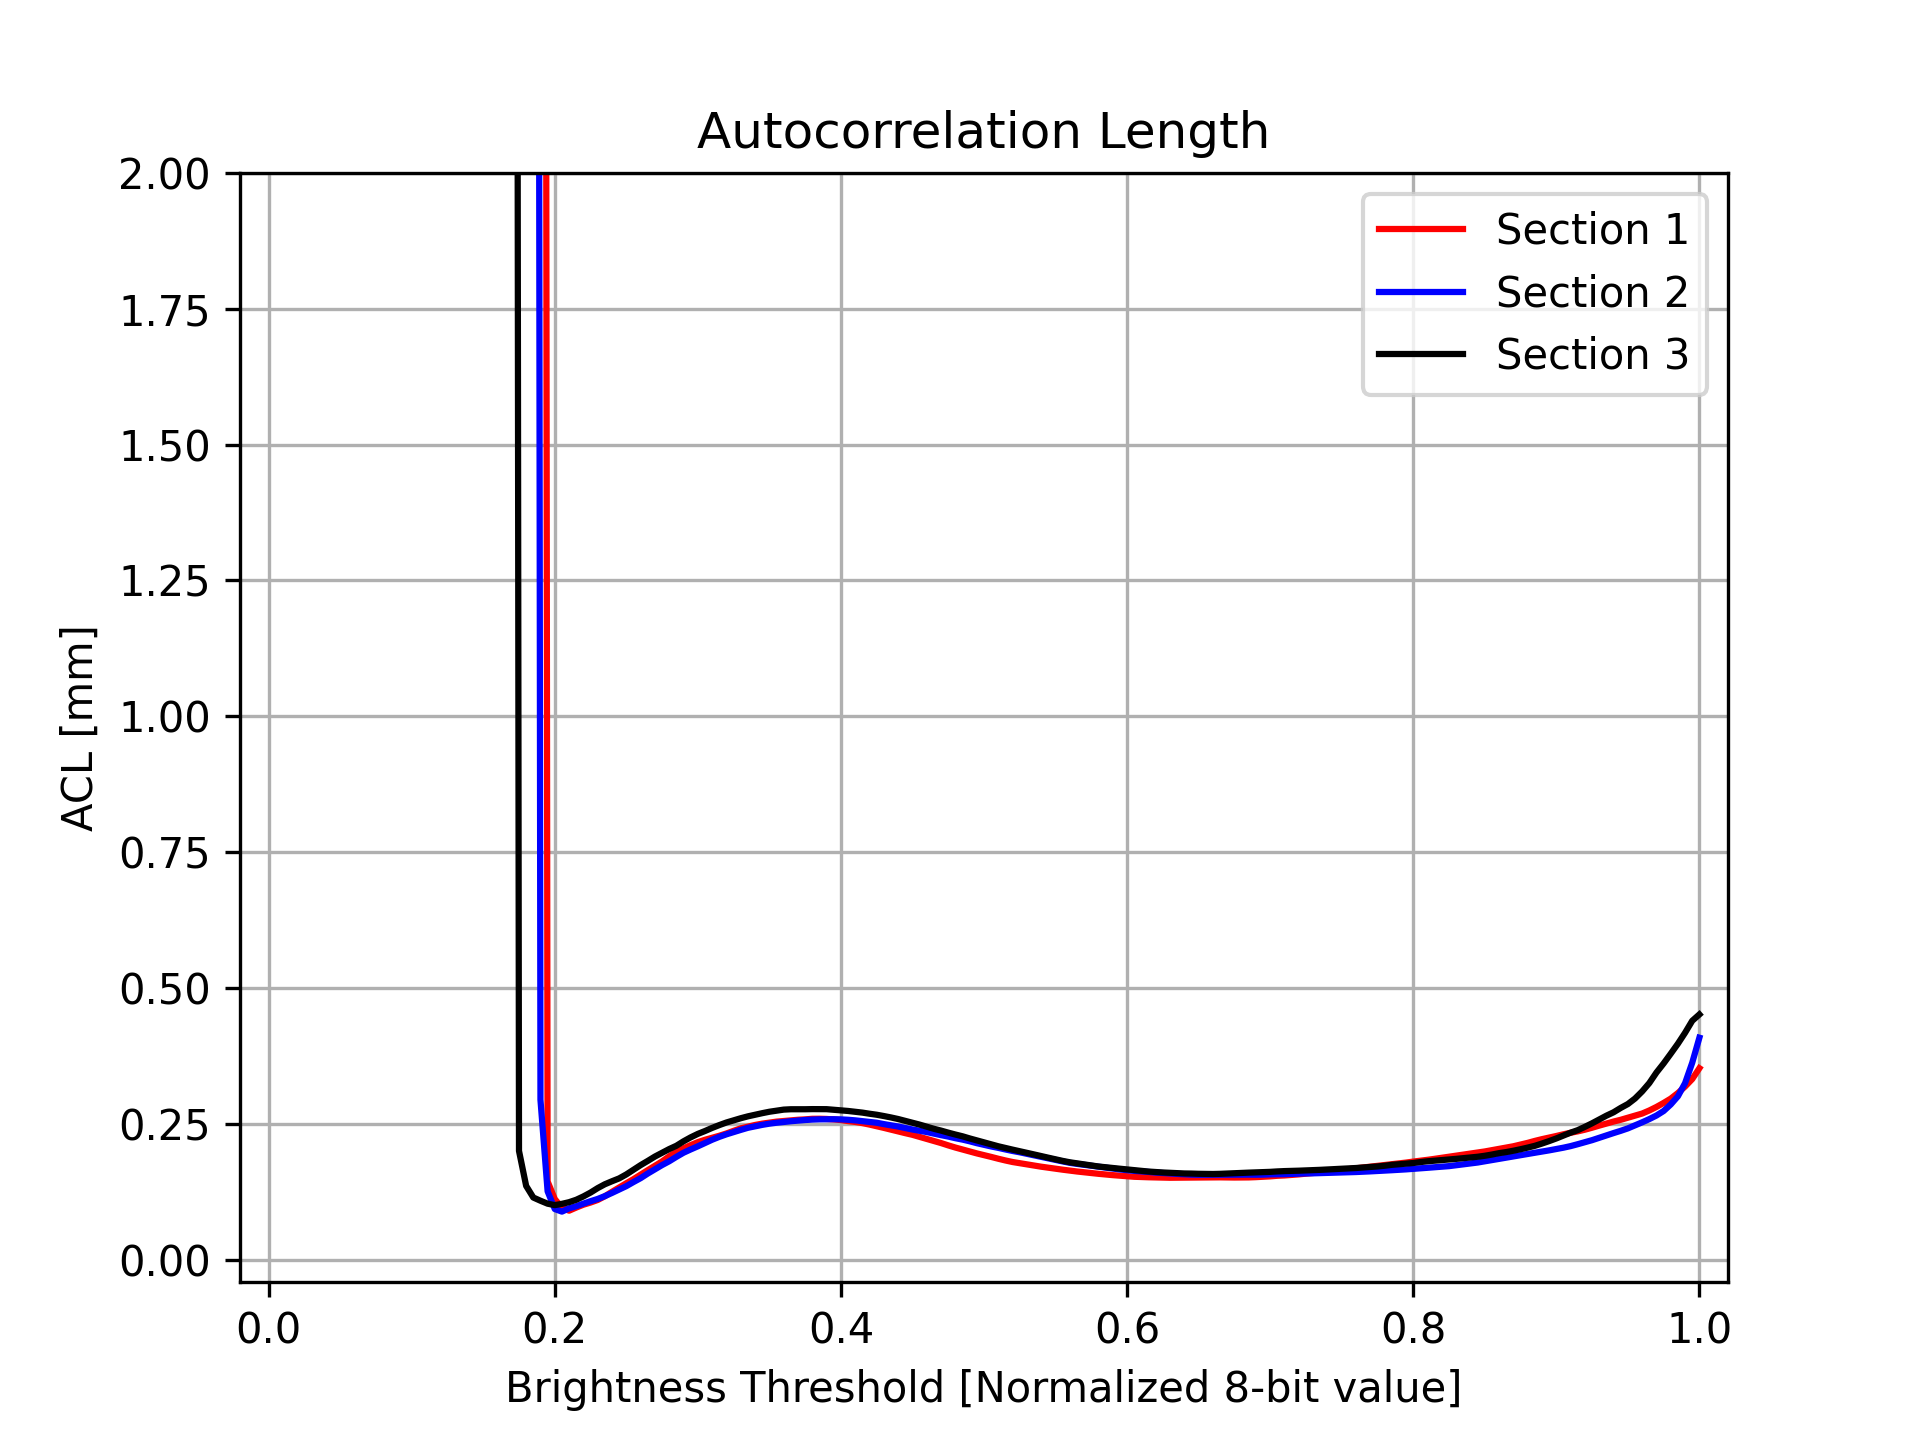 Autocorrelation Length
2.00
1.75
1.50
1.25
1.00
0.75
0.50
0.25
0.00
ACL [mm]
Section 1
Section 2
Section 3
0.0 0.2 0.4 0.6 0.8 1.0
Brightness Threshold [Normalized 8-bit value]